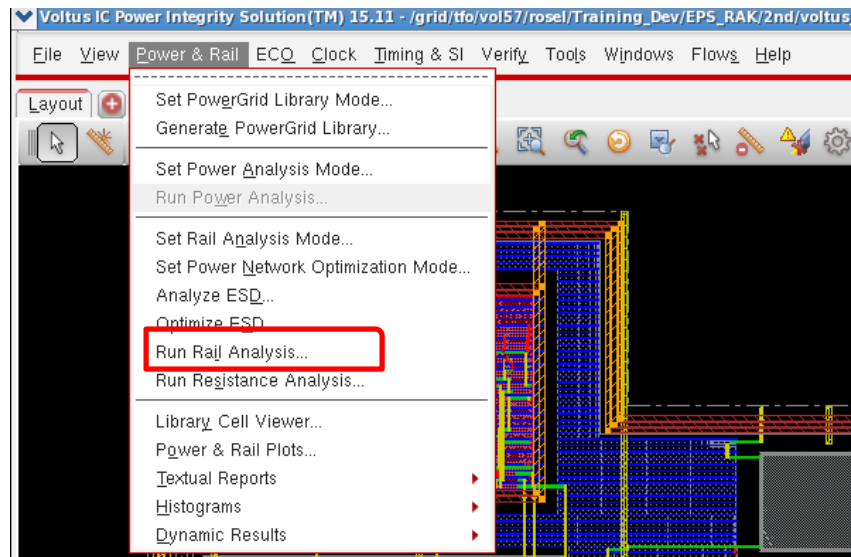 Voltus IC Power Integrity Solution(TM) 15.11 - /grid/tfo/vol57/rosel/Training_Dev/EPS_RAK/2nd/voltus_
File View Power & Rail ECO Clock Timing & SI Verify Tools Windows Flows Help
Layout
Set PowerGrid Library Mode...
Generate PowerGrid Library...
Set Power Analysis Mode...
Run Power Analysis...
Set Rail Analysis Mode...
Set Power Network Optimization Mode...
Analyze ESD...
Optimize ESD
Run Rail Analysis...
Run Resistance Analysis...
Library Cell Viewer...
Power & Rail Plots...
Textual Reports
Histograms
Dynamic Results